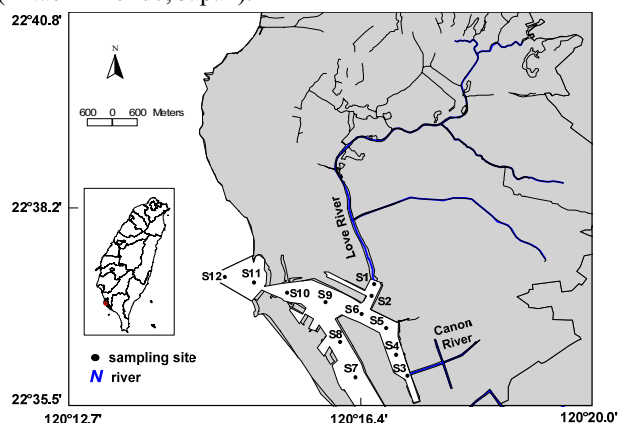 22°40.8'
N
600 0 600 Meters
22°38.2'
Love River
S12
S11
S10
S9
S1
S2
S6
S5
S8
S4
S7
S3
Canon
River
sampling site
N river
22°35.5'
120°12.7'
120°16.4'
120°20.0'